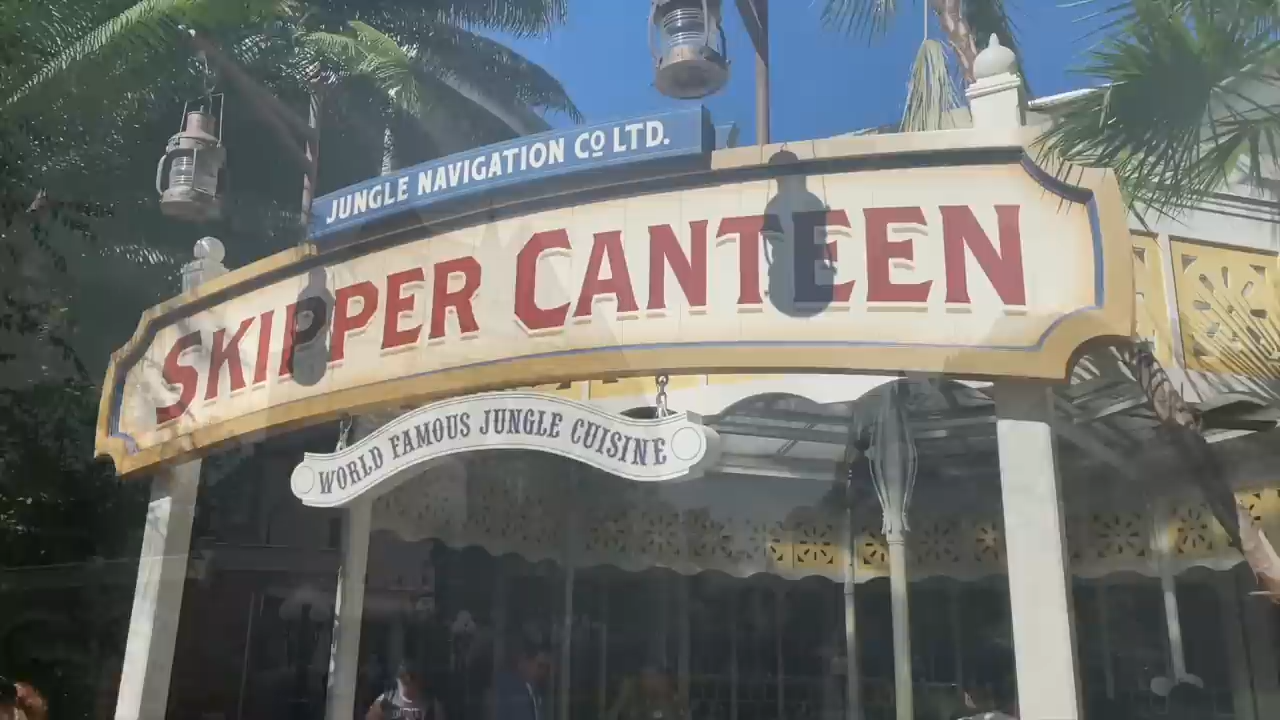 JUNGLE NAVIGATION Co LTD.
SKIPPER CANTEEN
WORLD FAMOUS JUNGLE CUISINE